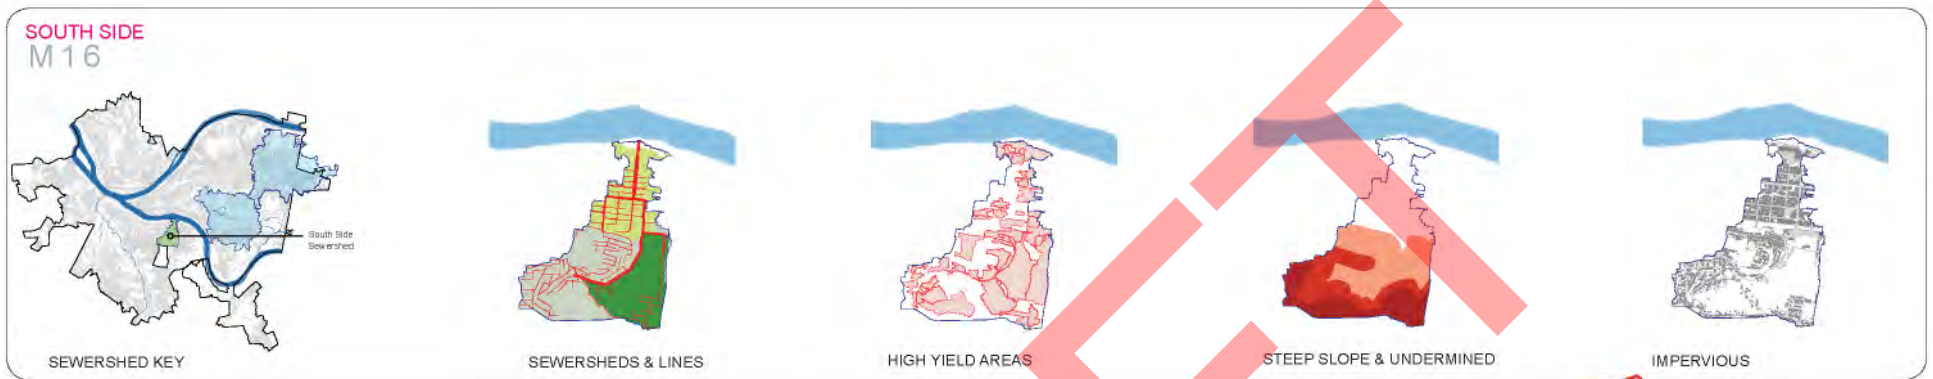 SOUTH SIDE
M16
South Side
Sewershed
SEWERSHED KEY
SEWERSHEDS & LINES
HIGH YIELD AREAS
STEEP SLOPE & UNDERMINED
IMPERVIOUS